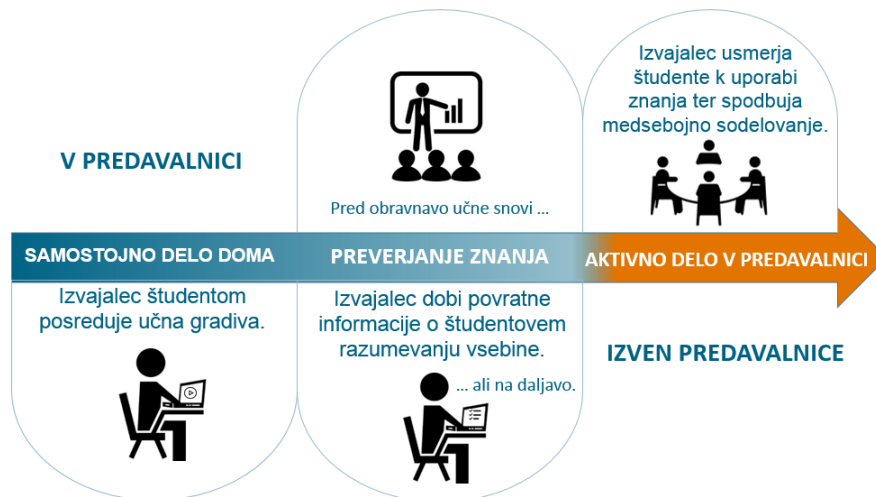 Izvajalec usmerja
študente k uporabi
znanja ter spodbuja
medsebojno sodelovanje.
V PREDAVALNICI
Pred obravnavo učne snovi ...
SAMOSTOJNO DELO DOMA
PREVERJANJE ZNANJA
AKTIVNO DELO V PREDAVALNICI
Izvajalec študentom
posreduje učna gradiva.
Izvajalec dobi povratne
informacije o študentovem
razumevanju vsebine.
IZVEN PREDAVALNICE
... ali na daljavo.